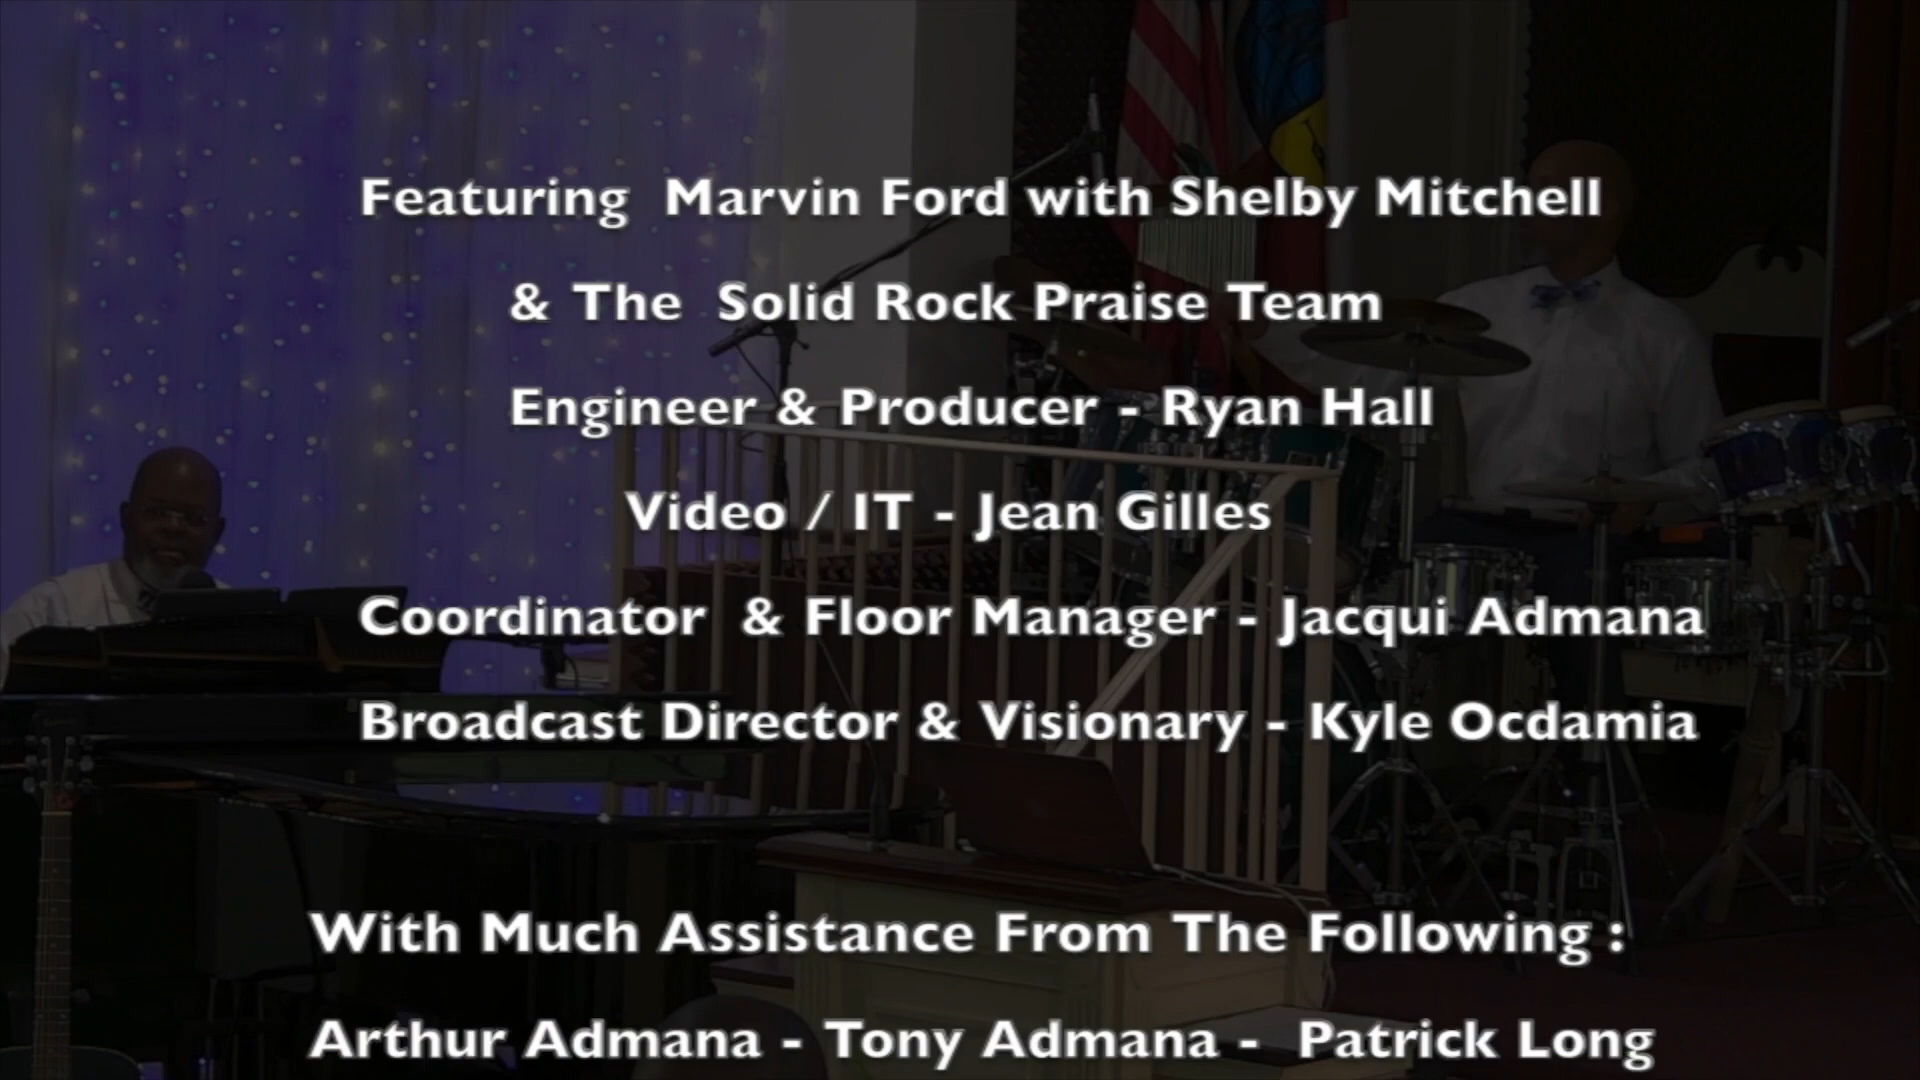 Featuring  Marvin Ford with Shelby Mitchell
& The  Solid Rock Praise Team
Engineer & Producer - Ryan Hall
Video / IT - Jean Gilles
Coordinator  & Floor Manager - Jacqui Admana
Broadcast Director & Visionary - Kyle Ocdamia
With Much Assistance From The Following :
Arthur Admana - Tony Admana -  Patrick Long